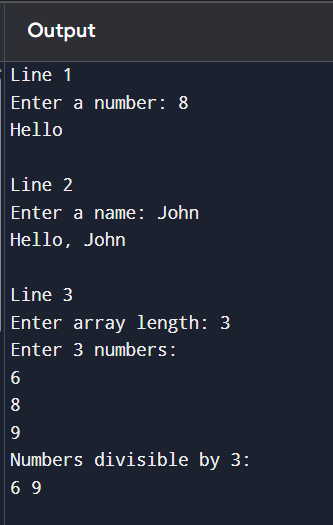 Output
Line 1
Enter a number: 8
Hello
Line 2
Enter a name: John
Hello, John
Line 3
Enter array length: 3
Enter 3 numbers:
6
8
9
Numbers divisible by 3:
6 9